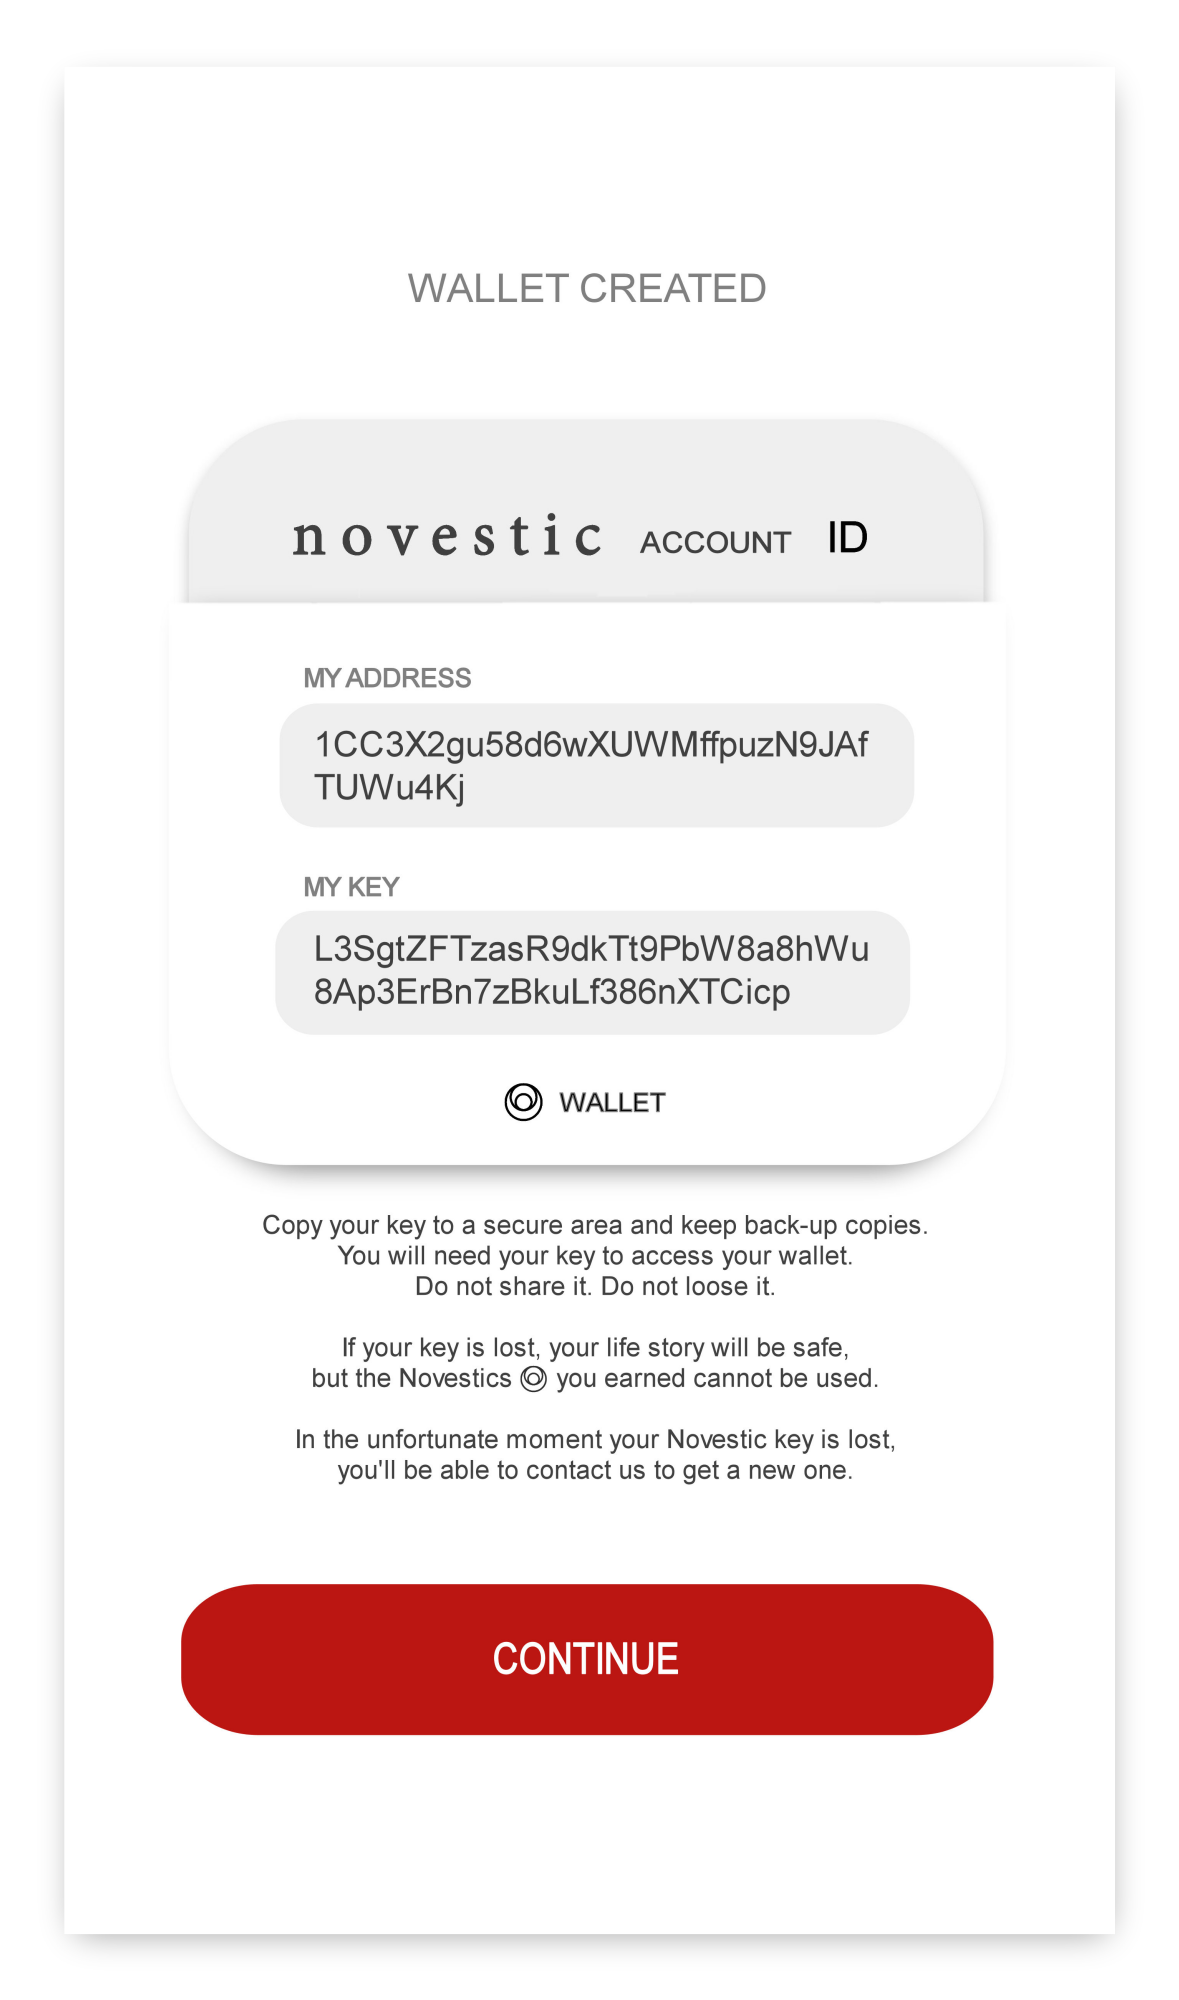 WALLET CREATED
novestic ACCOUNT ID
MY ADDRESS
1CC3X2gu58d6wXUWMffpuzN9JAf
TUWu4Kj
MY KEY
L3SgtZFTzasR9dkTt9PbW8a8hWu
8Ap3ErBn7zBkuLf386nXTCicp
WALLET
Copy your key to a secure area and keep back-up copies.
You will need your key to access your wallet.
Do not share it. Do not loose it.
If your key is lost, your life story will be safe,
but the Novestics you earned cannot be used.
In the unfortunate moment your Novestic key is lost,
you'll be able to contact us to get a new one.
CONTINUE